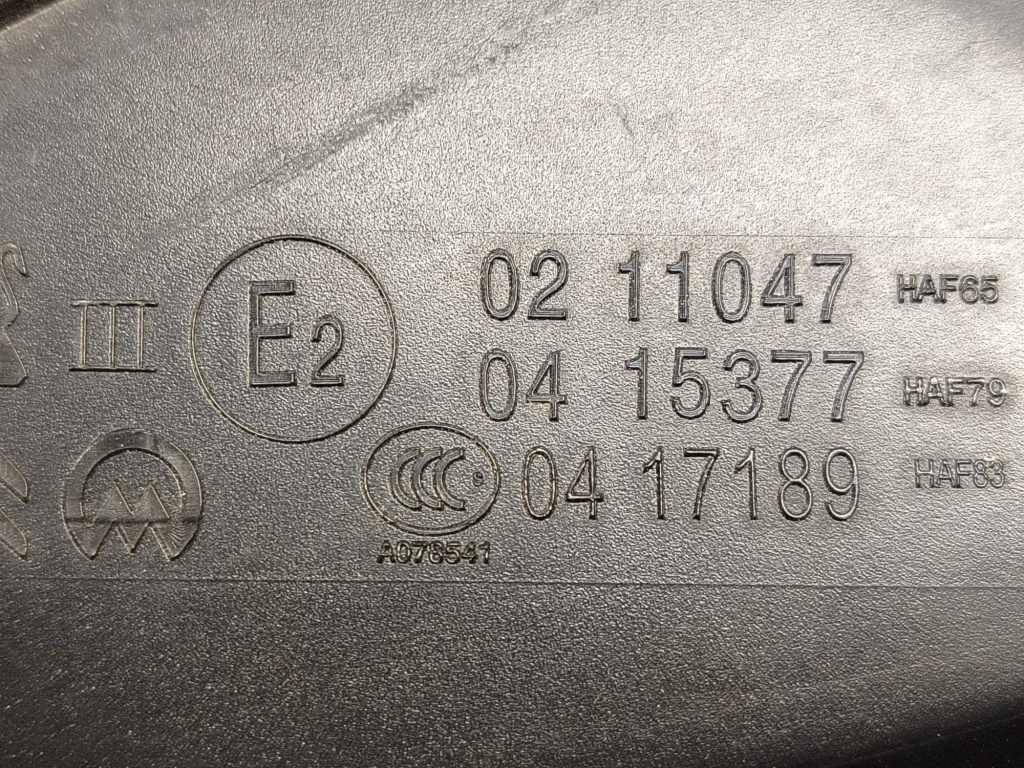 III E2 02 11047 HAF65
04 15377 HAF79
CCC S 04 17189 HAF83
A078541